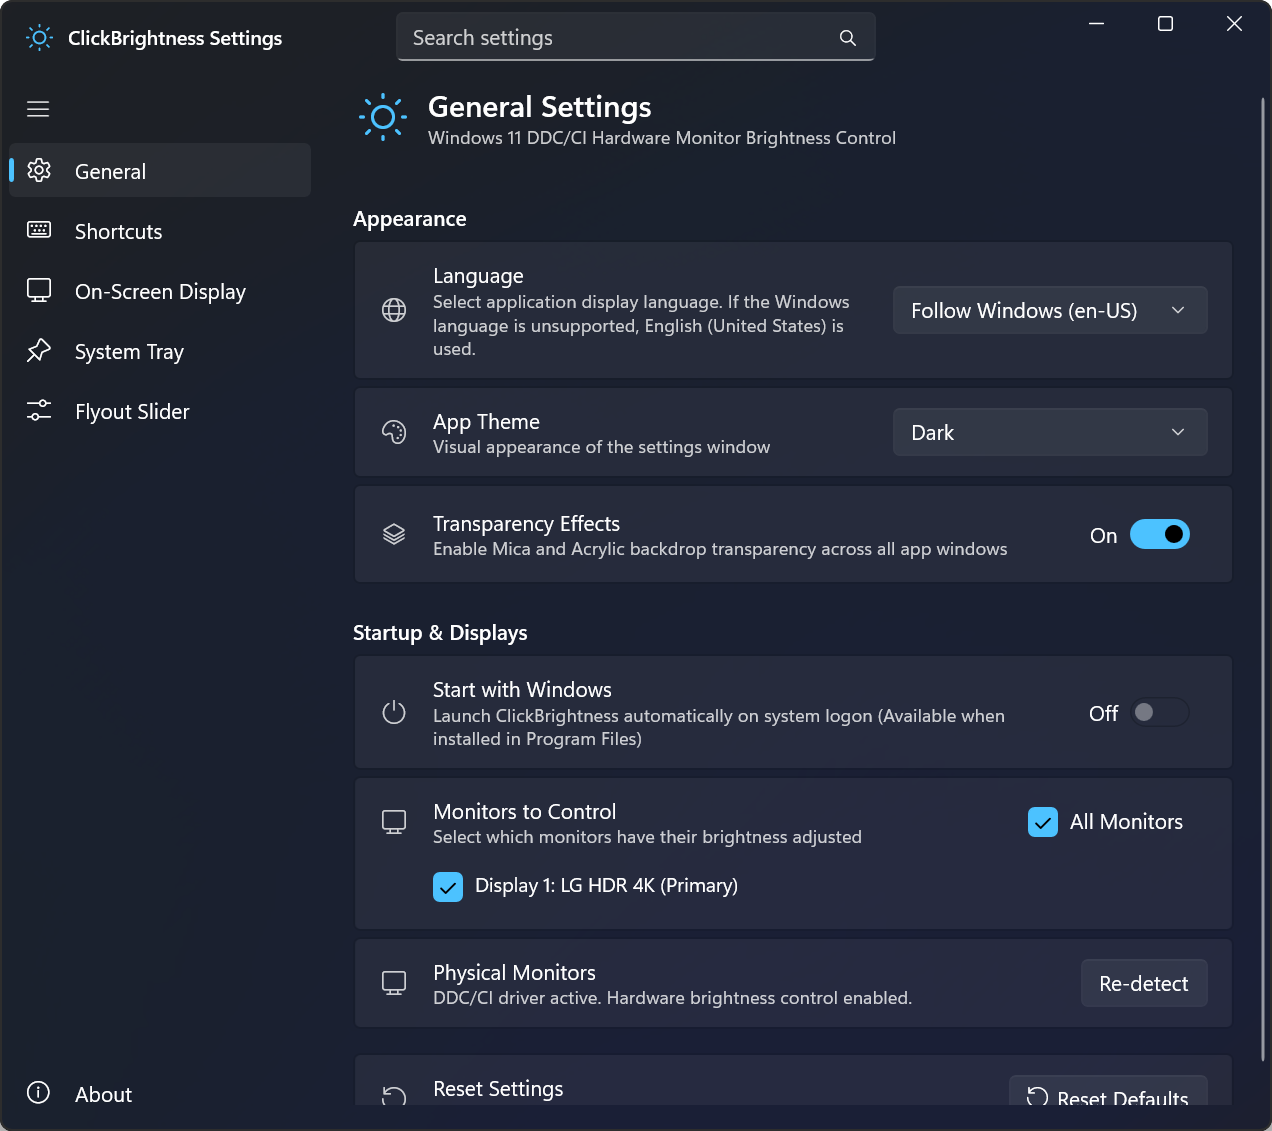 ClickBrightness Settings
Search settings
General
Shortcuts
On-Screen Display
System Tray
Flyout Slider
About
General Settings
Windows 11 DDC/CI Hardware Monitor Brightness Control
Appearance
Language
Select application display language. If the Windows
language is unsupported, English (United States) is
used.
Follow Windows (en-US)
App Theme
Visual appearance of the settings window
Dark
Transparency Effects
Enable Mica and Acrylic backdrop transparency across all app windows
On
Startup & Displays
Start with Windows
Launch ClickBrightness automatically on system logon (Available when
installed in Program Files)
Off
Monitors to Control
Select which monitors have their brightness adjusted
All Monitors
Display 1: LG HDR 4K (Primary)
Physical Monitors
DDC/CI driver active. Hardware brightness control enabled.
Re-detect
Reset Settings
Reset Defaults